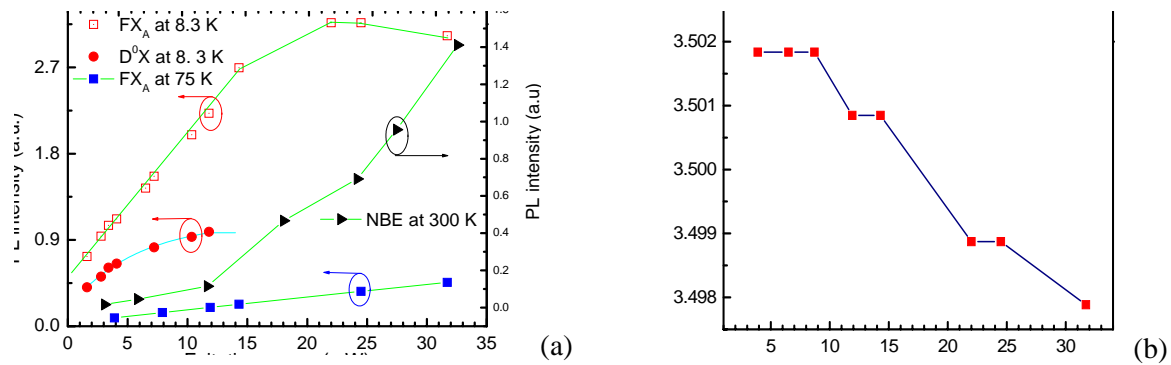 FX_A at 8.3 K
D⁰X at 8. 3 K
FX_A at 75 K
NBE at 300 K
2.7
1.8
0.9
0.0
0 5 10 15 20 25 30 35
1.4
1.2
1.0
0.8
0.6
0.4
0.2
0.0
PL intensity (a.u)
(a)
3.502
3.501
3.500
3.499
3.498
5 10 15 20 25 30
(b)